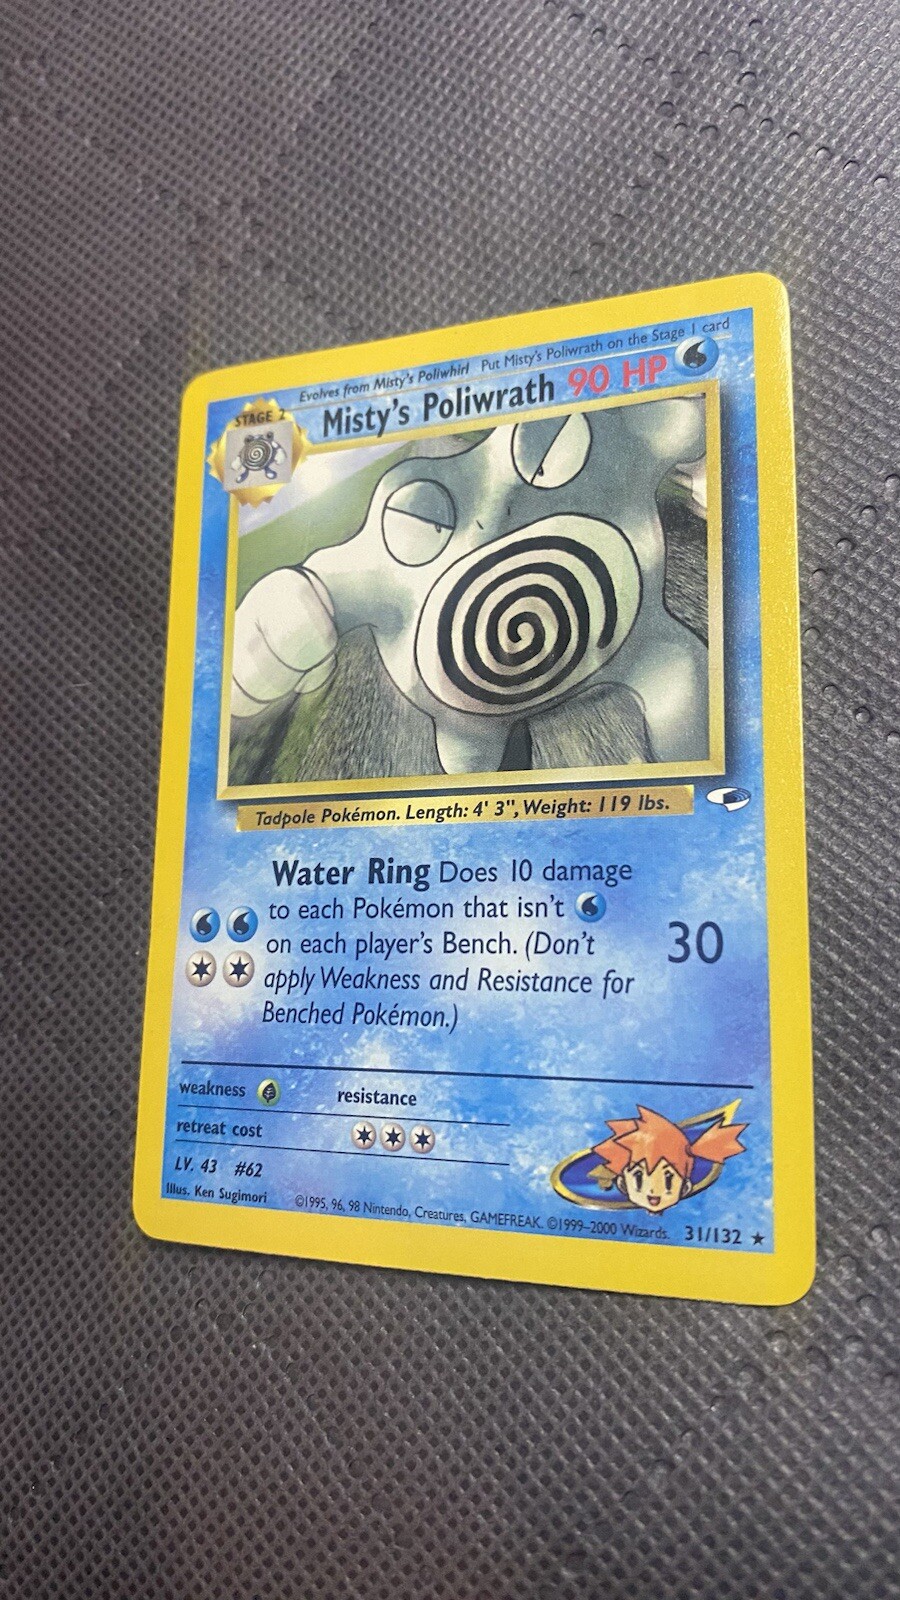 Evolves from Misty's Poliwhirl Put Misty's Poliwrath on the Stage 1 card
STAGE 2
Misty's Poliwrath 90 HP
Tadpole Pokémon. Length: 4' 3", Weight: 119 lbs.
Water Ring Does 10 damage
to each Pokémon that isn't
on each player's Bench. (Don't
apply Weakness and Resistance for
Benched Pokémon.)
30
weakness
resistance
retreat cost
LV. 43 #62
Illus. Ken Sugimori ©1995, 96, 98 Nintendo, Creatures, GAMEFREAK. ©1999-2000 Wizards. 31/132 ★